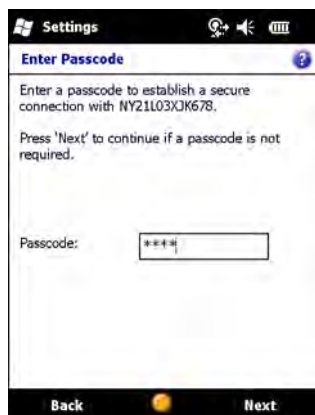 Settings
Enter Passcode
Enter a passcode to establish a secure
connection with NY21L03XJK678.
Press 'Next' to continue if a passcode is not
required.
Passcode: ****
Back Next